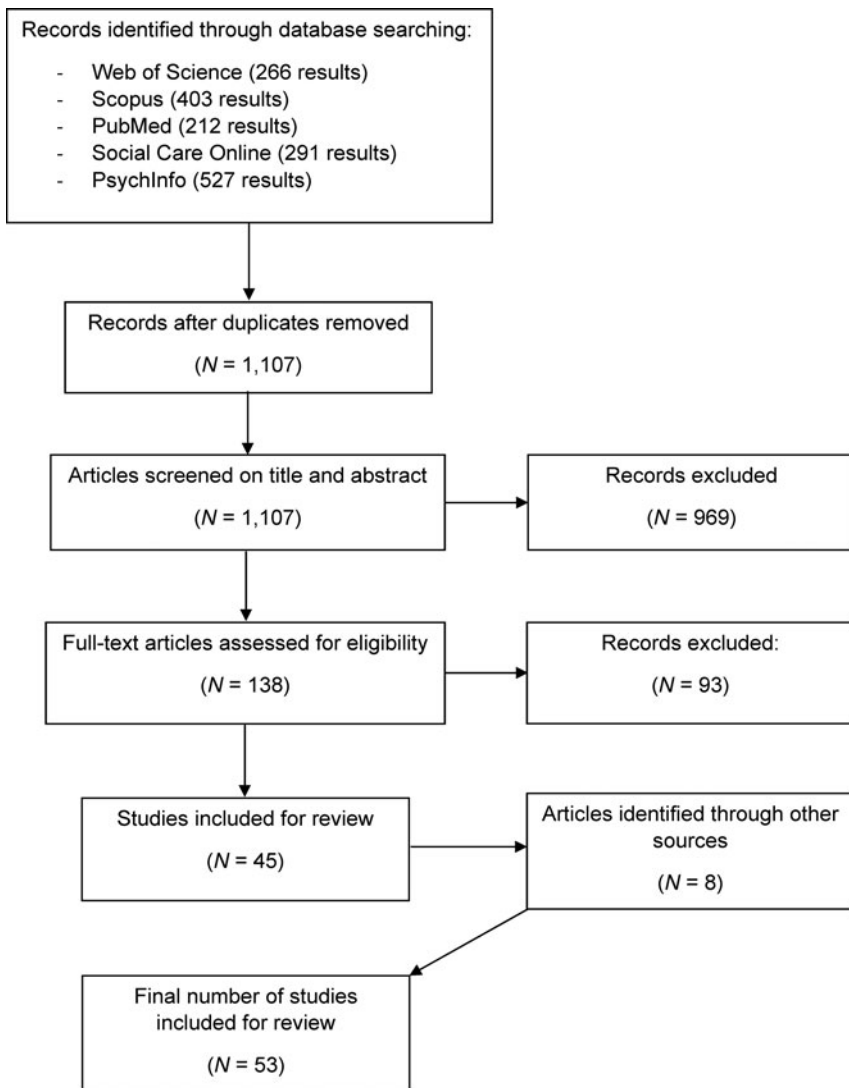 Records identified through database searching:
- Web of Science (266 results)
- Scopus (403 results)
- PubMed (212 results)
- Social Care Online (291 results)
- PsychInfo (527 results)
Records after duplicates removed
(N = 1,107)
Articles screened on title and abstract
(N = 1,107)
Records excluded
(N = 969)
Full-text articles assessed for eligibility
(N = 138)
Records excluded:
(N = 93)
Studies included for review
(N = 45)
Articles identified through other
sources
(N = 8)
Final number of studies
included for review
(N = 53)